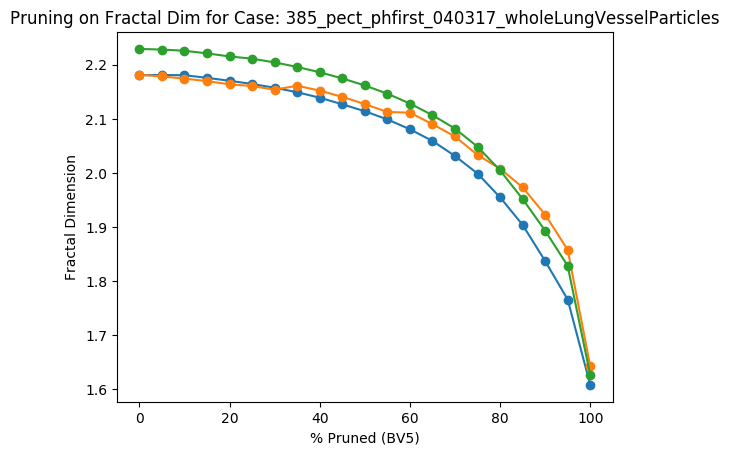 Pruning on Fractal Dim for Case: 385_pect_phfirst_040317_wholeLungVesselParticles
Fractal Dimension
2.2
2.1
2.0
1.9
1.8
1.7
1.6
0 20 40 60 80 100
% Pruned (BV5)